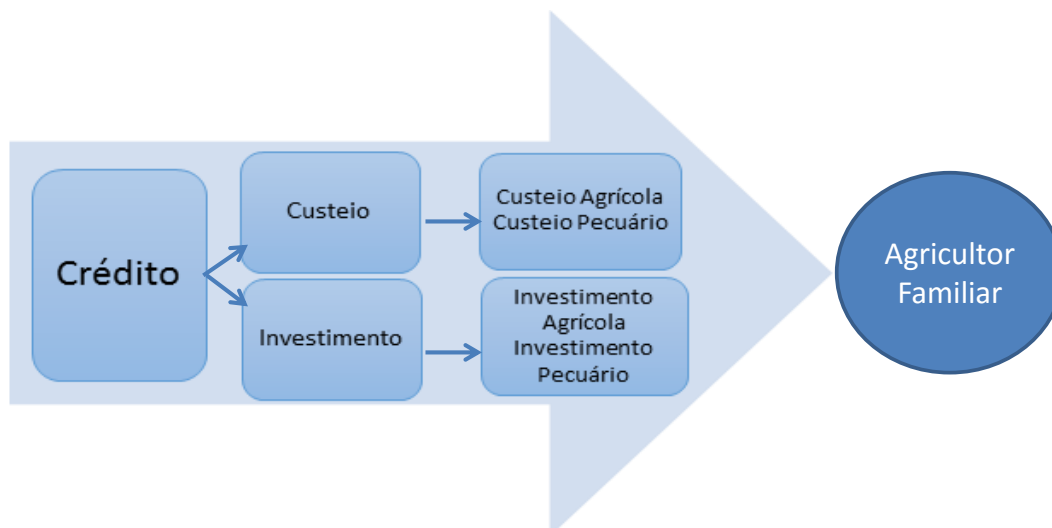 Crédito
Custeio
Custeio Agrícola
Custeio Pecuário
Investimento
Investimento
Agrícola
Investimento
Pecuário
Agricultor
Familiar